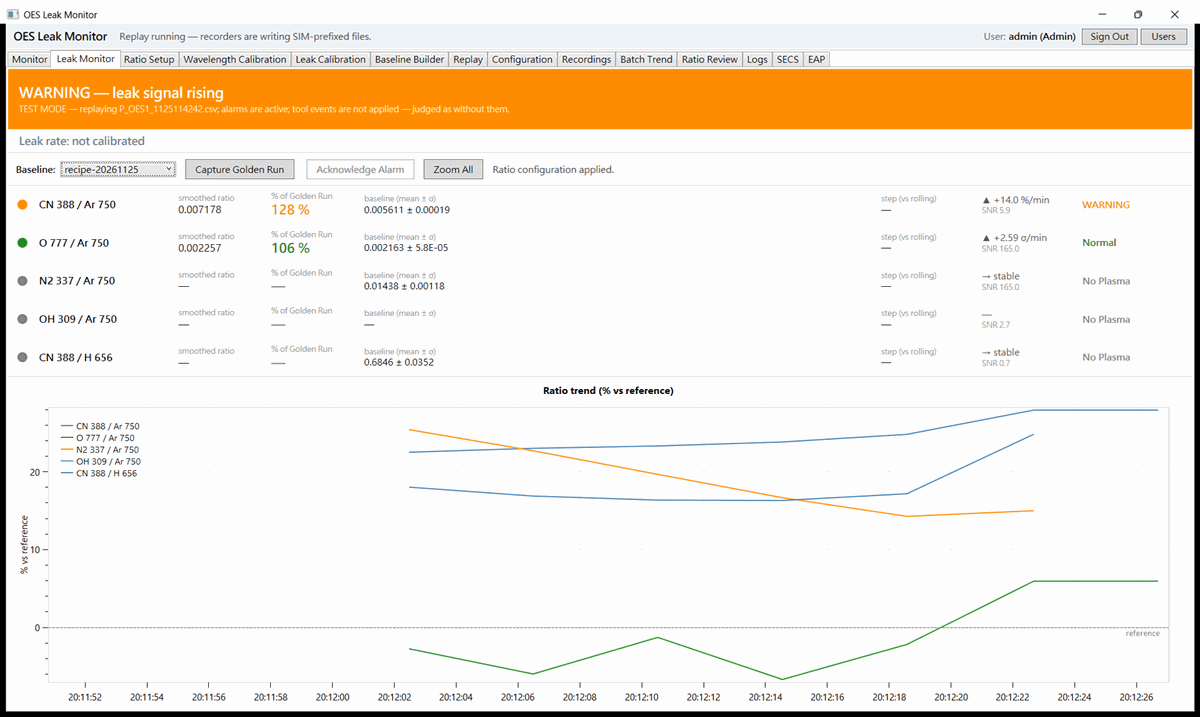 OES Leak Monitor
OES Leak Monitor Replay running — recorders are writing SIM-prefixed files. User: admin (Admin) Sign Out Users
Monitor Leak Monitor Ratio Setup Wavelength Calibration Leak Calibration Baseline Builder Replay Configuration Recordings Batch Trend Ratio Review Logs SECS EAP
WARNING — leak signal rising
TEST MODE — replaying P_OES1_1125114242.csv; alarms are active; tool events are not applied — judged as without them.
Leak rate: not calibrated
Baseline: recipe-20261125 Capture Golden Run Acknowledge Alarm Zoom All Ratio configuration applied.
smoothed ratio % of Golden Run baseline (mean ± σ) step (vs rolling) ▲ +14.0 %/min
CN 388 / Ar 750 0.007178 128 % 0.005611 ± 0.00019 — SNR 5.9 WARNING
smoothed ratio % of Golden Run baseline (mean ± σ) step (vs rolling) ▲ +2.59 σ/min
O 777 / Ar 750 0.002257 106 % 0.002163 ± 5.8E-05 — SNR 165.0 Normal
smoothed ratio % of Golden Run baseline (mean ± σ) step (vs rolling) → stable
N2 337 / Ar 750 — — 0.01438 ± 0.00118 — SNR 165.0 No Plasma
smoothed ratio % of Golden Run baseline (mean ± σ) step (vs rolling) —
OH 309 / Ar 750 — — — — SNR 2.7 No Plasma
smoothed ratio % of Golden Run baseline (mean ± σ) step (vs rolling) → stable
CN 388 / H 656 — — 0.6846 ± 0.0352 — SNR 0.7 No Plasma
Ratio trend (% vs reference)
CN 388 / Ar 750
O 777 / Ar 750
N2 337 / Ar 750
OH 309 / Ar 750
CN 388 / H 656
20
10
0
% vs reference
reference
20:11:52 20:11:54 20:11:56 20:11:58 20:12:00 20:12:02 20:12:04 20:12:06 20:12:08 20:12:10 20:12:12 20:12:14 20:12:16 20:12:18 20:12:20 20:12:22 20:12:24 20:12:26